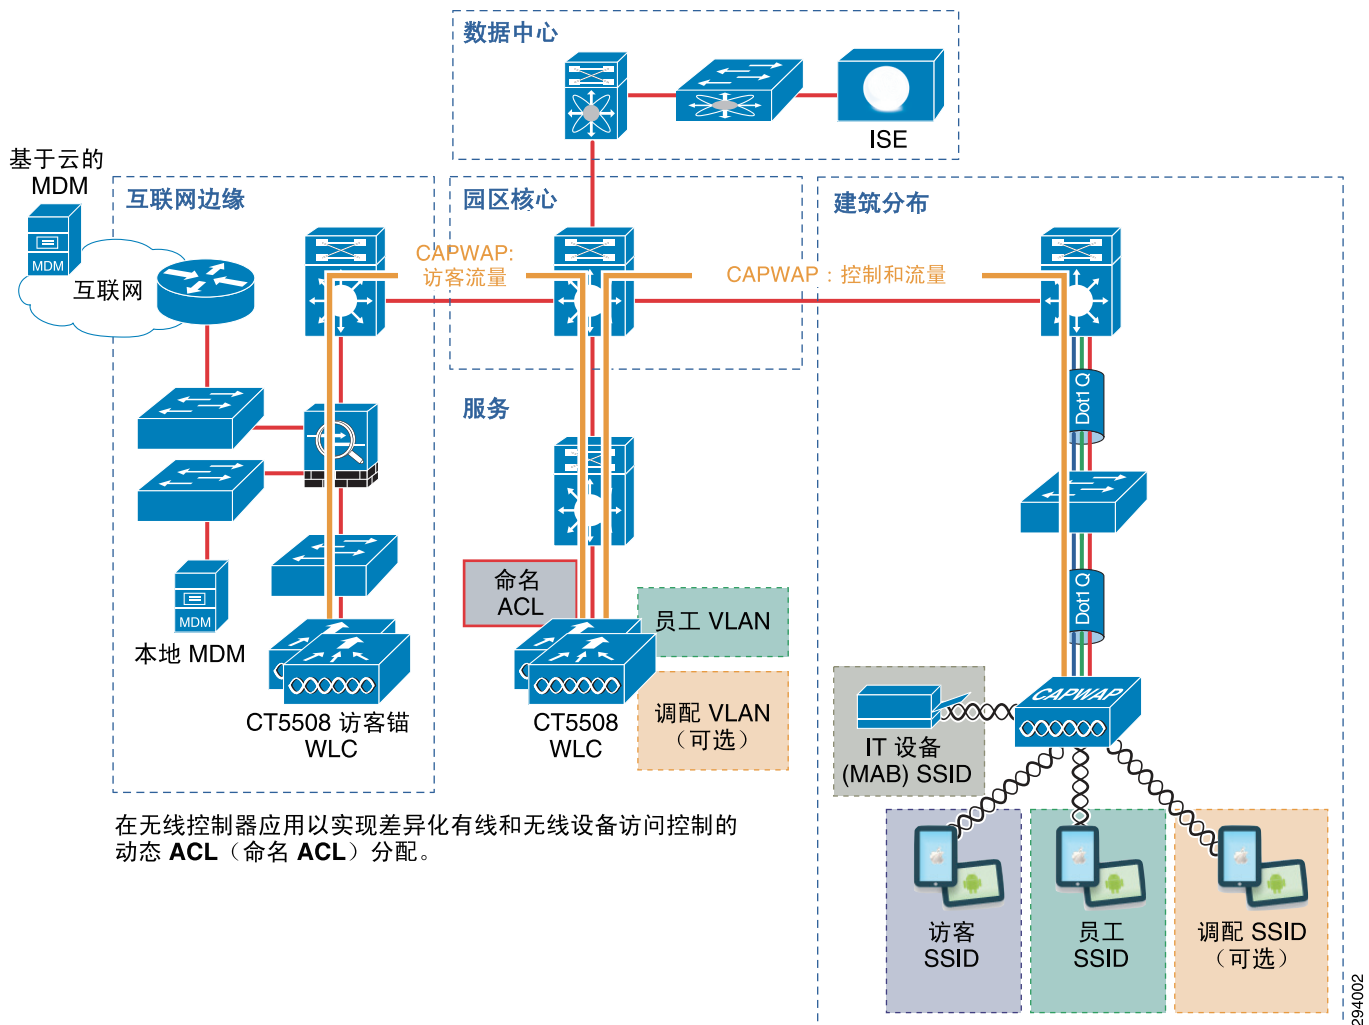 数据中心
ISE
基于云的
MDM
MDM
互联网
互联网边缘
园区核心
建筑分布
CAPWAP:
访客流量
CAPWAP：控制和流量
Dot1Q
服务
命名
ACL
员工 VLAN
Dot1Q
MDM
本地 MDM
CT5508 访客锚
WLC
CT5508
WLC
调配 VLAN
（可选）
CAPWAP
IT 设备
(MAB) SSID
在无线控制器应用以实现差异化有线和无线设备访问控制的
动态 ACL（命名 ACL）分配。
访客
SSID
员工
SSID
调配 SSID
（可选）
294002